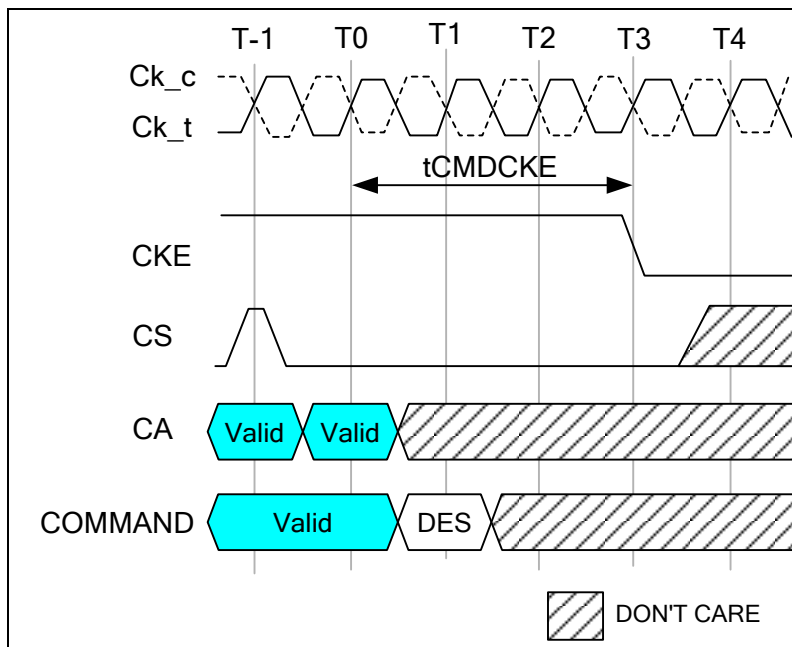 T-1 T0 T1 T2 T3 T4
Ck_c
Ck_t
tCMDCKE
CKE
CS
CA Valid Valid
COMMAND Valid DES
DON'T CARE